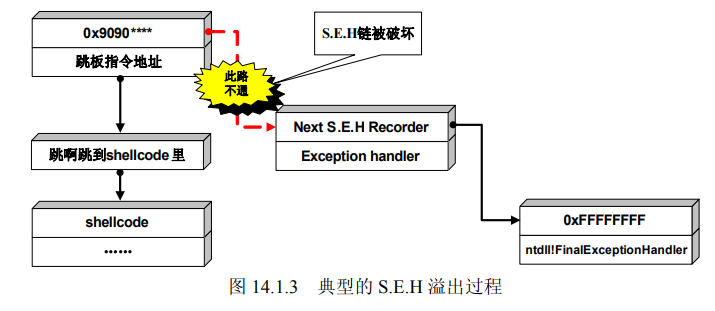 S.E.H链被破坏
0x9090****
跳板指令地址
此路
不通
Next S.E.H Recorder
Exception handler
跳啊跳到shellcode 里
shellcode
······
0xFFFFFFFF
ntdll!FinalExceptionHandler
图 14.1.3 典型的 S.E.H 溢出过程